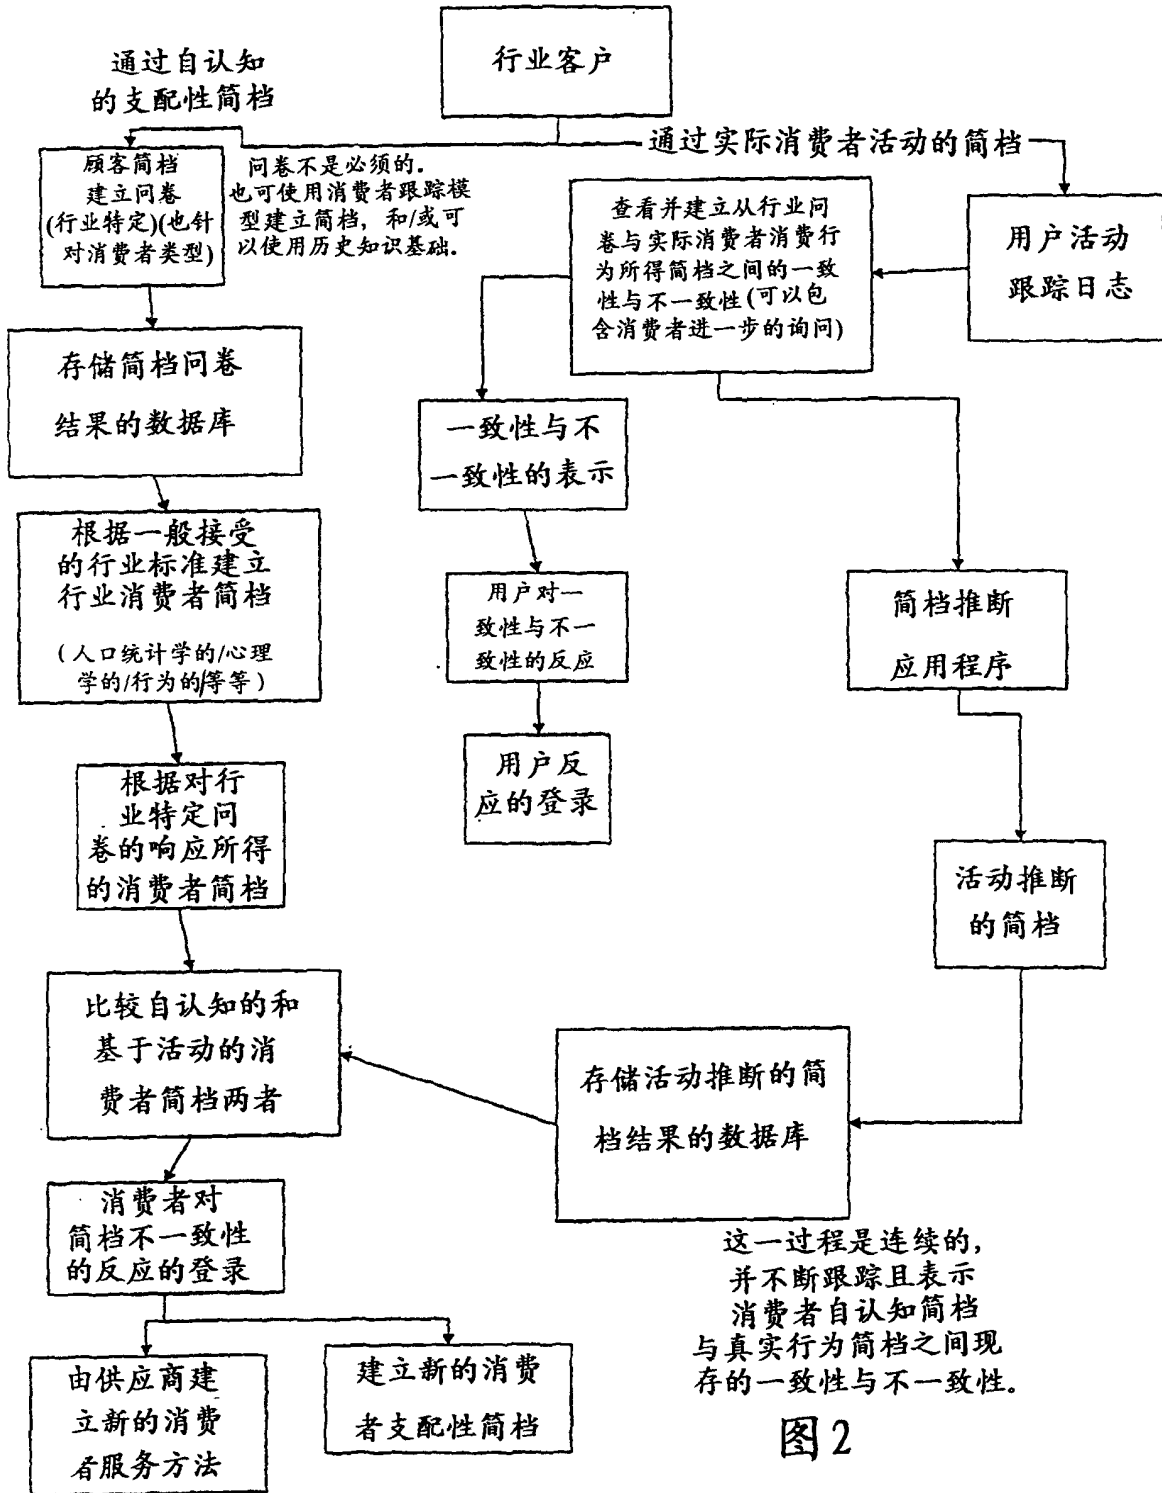 行业客户
通过自认知
的支配性简档
通过实际消费者活动的简档
顾客简档
建立问卷
(行业特定)(也针
对消费者类型)
问卷不是必须的.
也可使用消费者跟踪模
型建立简档, 和/或可
以使用历史知识基础.
查看并建立从行业问
卷与实际消费者消费行
为所得简档之间的一致
性与不一致性(可以包
含消费者进一步的询问)
用户活动
跟踪日志
存储简档问卷
结果的数据库
一致性与不
一致性的表示
根据一般接受
的行业标准建立
行业消费者简档
(人口统计学的/心理
学的/行为的/等等)
用户对一
致性与不一
致性的反应
简档推断
应用程序
用户反
应的登录
根据对行
业特定问
卷的响应所得
的消费者简档
活动推断
的简档
比较自认知的和
基于活动的消
费者简档两者
存储活动推断的简
档结果的数据库
消费者对
简档不一致性
的反应的登录
这一过程是连续的,
并不断跟踪且表示
消费者自认知简档
与真实行为简档之间现
存的一致性与不一致性。
由供应商建
立新的消费
者服务方法
建立新的消费
者支配性简档
图2